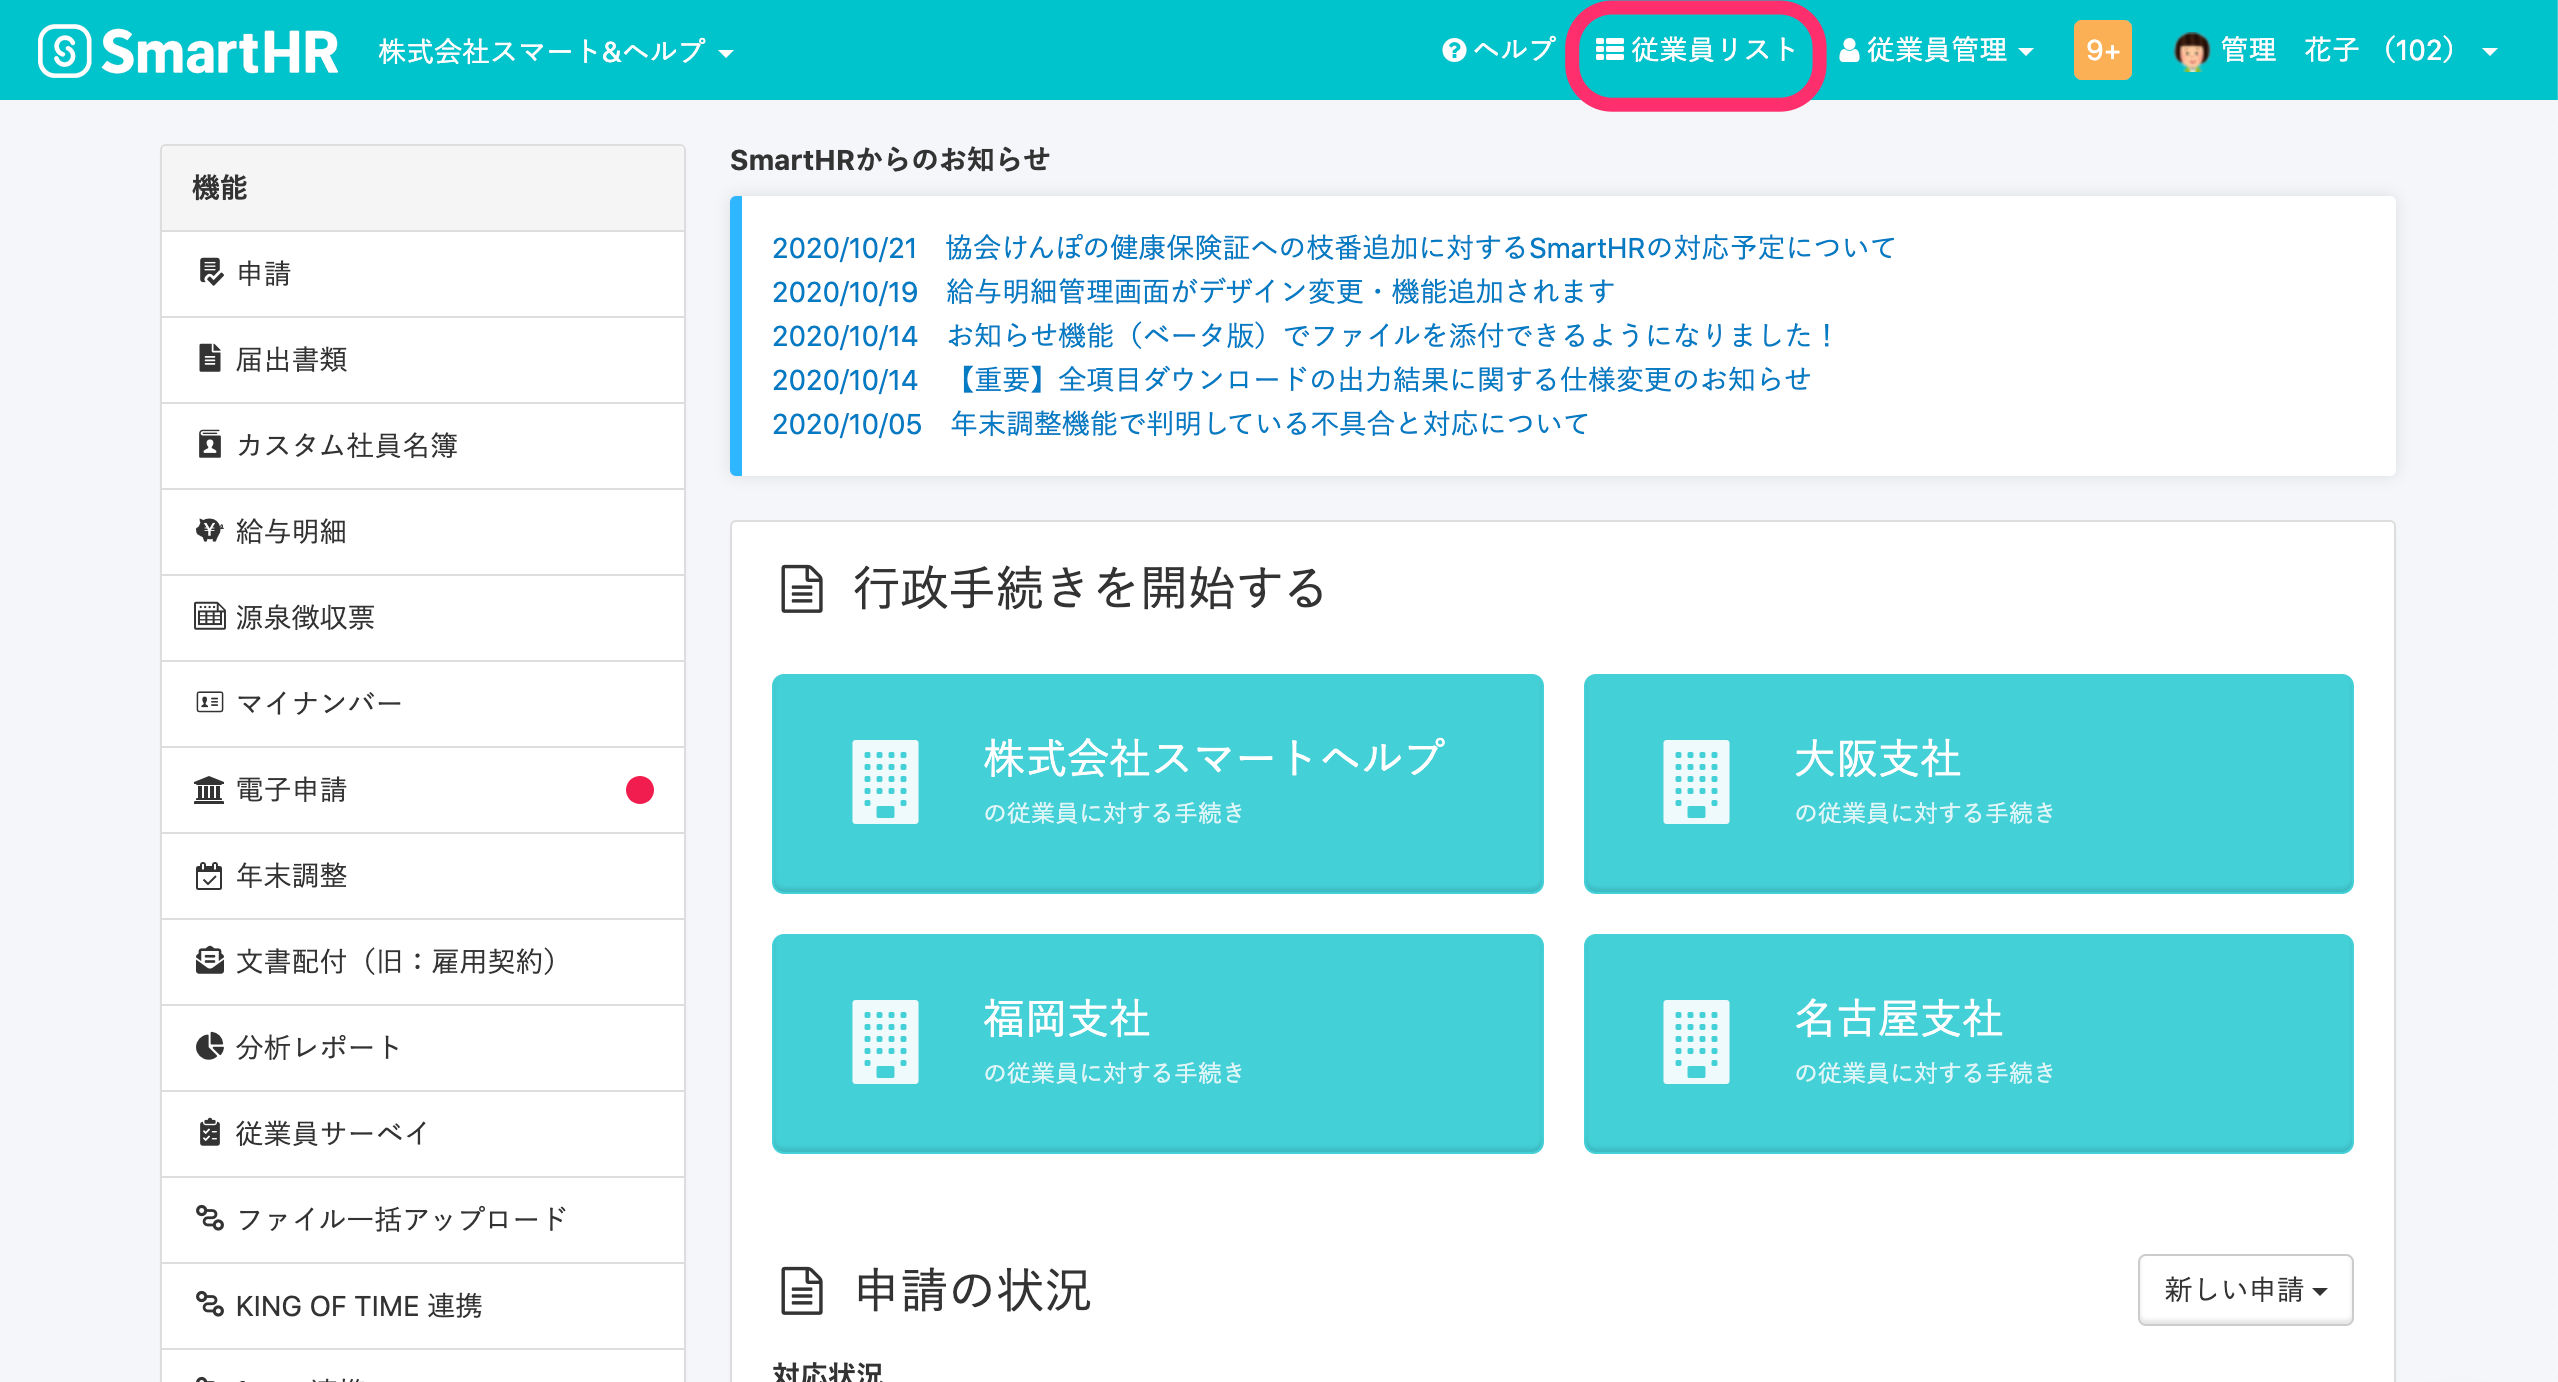 SmartHR 株式会社スマート&ヘルプ ヘルプ 従業員リスト 従業員管理 9+ 管理 花子 (102)
機能
申請
届出書類
カスタム社員名簿
給与明細
源泉徴収票
マイナンバー
電子申請
年末調整
文書配付（旧：雇用契約）
分析レポート
従業員サーベイ
ファイル一括アップロード
KING OF TIME 連携
SmartHRからのお知らせ
2020/10/21 協会けんぽの健康保険証への枝番追加に対するSmartHRの対応予定について
2020/10/19 給与明細管理画面がデザイン変更・機能追加されます
2020/10/14 お知らせ機能（ベータ版）でファイルを添付できるようになりました！
2020/10/14 【重要】全項目ダウンロードの出力結果に関する仕様変更のお知らせ
2020/10/05 年末調整機能で判明している不具合と対応について
行政手続きを開始する
株式会社スマートヘルプ
の従業員に対する手続き
大阪支社
の従業員に対する手続き
福岡支社
の従業員に対する手続き
名古屋支社
の従業員に対する手続き
申請の状況
新しい申請
対応状況